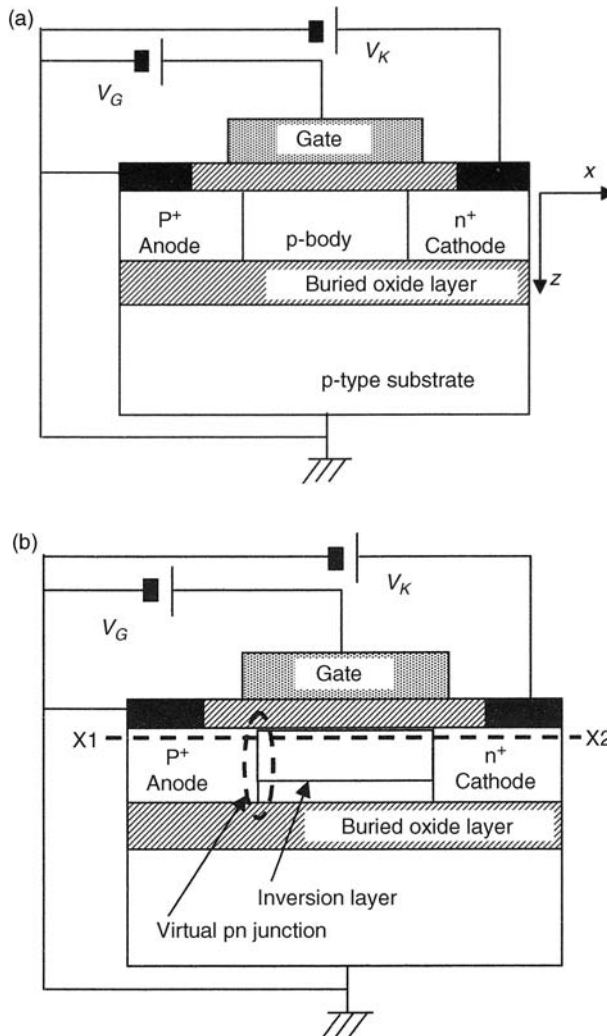 (a)
V_K
V_G
Gate
x
P+
Anode
p-body
n+
Cathode
Buried oxide layer
z
p-type substrate
(b)
V_K
V_G
Gate
X1
X2
P+
Anode
n+
Cathode
Buried oxide layer
Inversion layer
Virtual pn junction